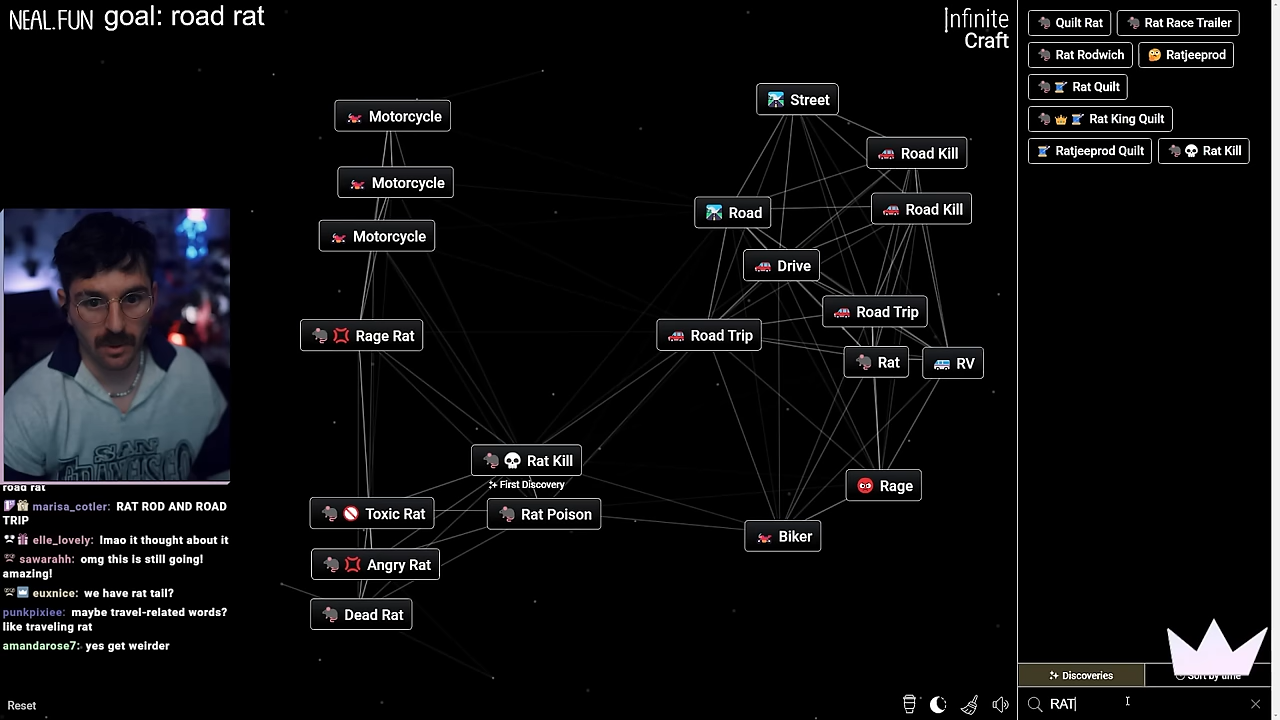 NEAL.FUN goal: road rat
Infinite
Craft
Motorcycle
Motorcycle
Motorcycle
Rage Rat
Rat Kill
First Discovery
Toxic Rat
Rat Poison
Angry Rat
Dead Rat
Street
Road Kill
Road Kill
Road
Drive
Road Trip
Road Trip
Rat
RV
Rage
Biker
Quilt Rat
Rat Race Trailer
Rat Rodwich
Ratjeeprod
Rat Quilt
Rat King Quilt
Ratjeeprod Quilt
Rat Kill
SAN
FRANCISCO
road rat
marisa_cotler: RAT ROD AND ROAD
TRIP
elle_lovely: lmao it thought about it
sawarahh: omg this is still going!
amazing!
euxnice: we have rat tail?
punkpixiee: maybe travel-related words?
like traveling rat
amandarose7: yes get weirder
Reset
Discoveries
Sort by time
RAT